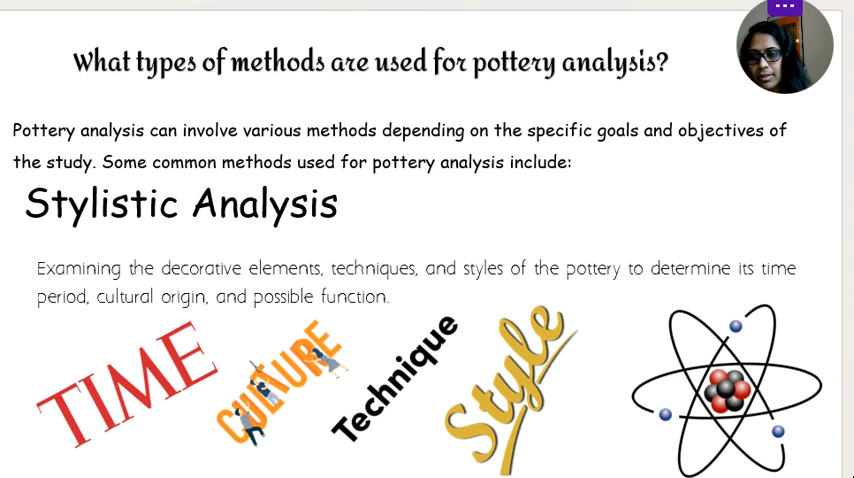 What types of methods are used for pottery analysis?
Pottery analysis can involve various methods depending on the specific goals and objectives of
the study. Some common methods used for pottery analysis include:
Stylistic Analysis
Examining the decorative elements, techniques, and styles of the pottery to determine its time
period, cultural origin, and possible function.
TIME
CULTURE
Technique
Style